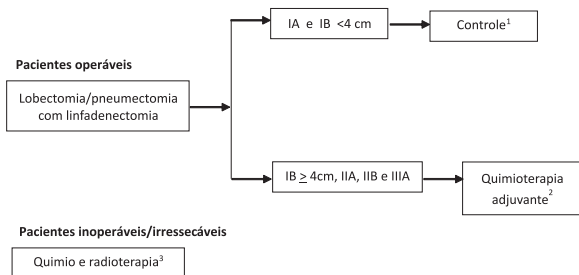 IA e IB <4 cm
Controle1
Pacientes operáveis
Lobectomia/pneumectomia
com linfadenectomia
IB ≥ 4cm, IIA, IIB e IIIA
Quimioterapia
adjuvante2
Pacientes inoperáveis/irressecáveis
Quimio e radioterapia3